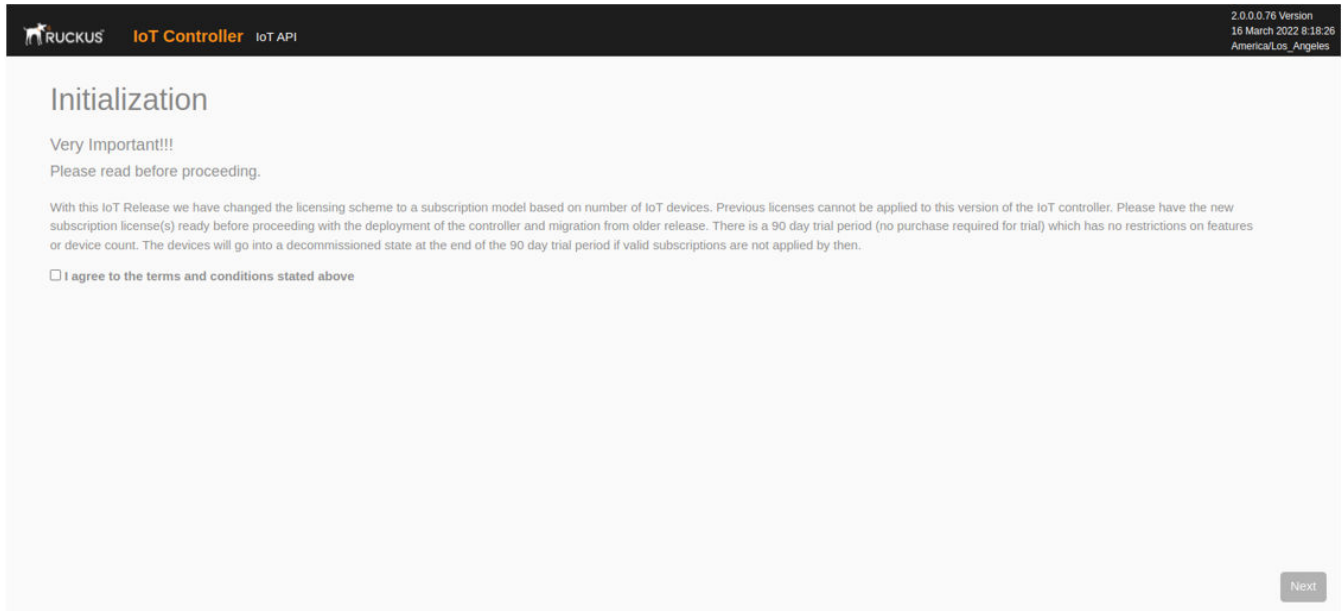 RUCKUS IoT Controller IoT API
2.0.0.0.76 Version
16 March 2022 8:18:26
America/Los_Angeles
Initialization
Very Important!!!
Please read before proceeding.
With this IoT Release we have changed the licensing scheme to a subscription model based on number of IoT devices. Previous licenses cannot be applied to this version of the IoT controller. Please have the new
subscription license(s) ready before proceeding with the deployment of the controller and migration from older release. There is a 90 day trial period (no purchase required for trial) which has no restrictions on features
or device count. The devices will go into a decommissioned state at the end of the 90 day trial period if valid subscriptions are not applied by then.
I agree to the terms and conditions stated above
Next